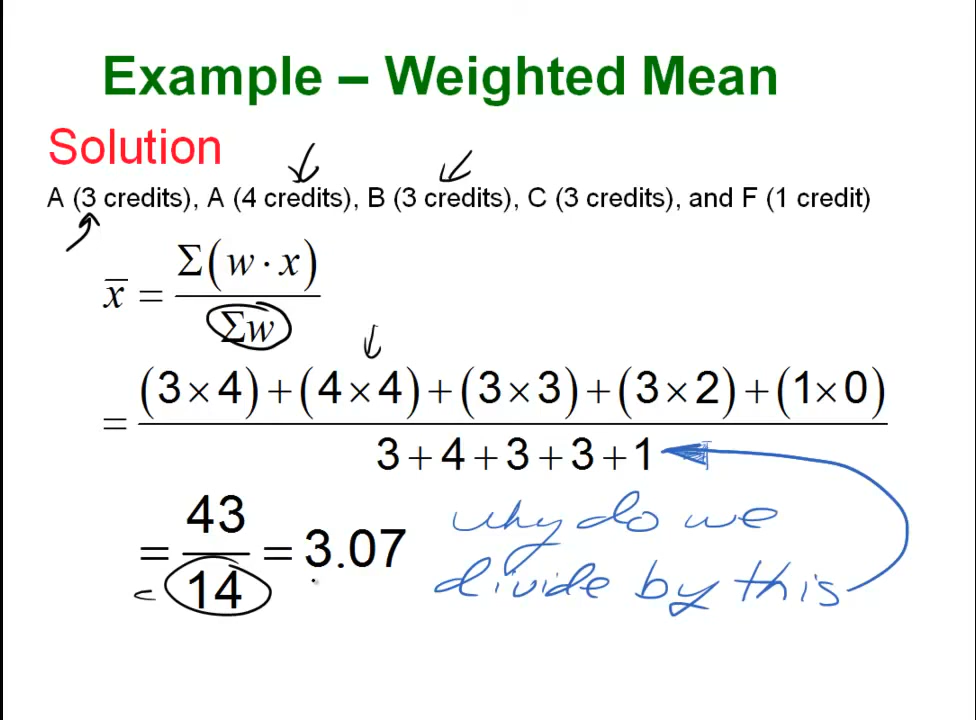 Example – Weighted Mean
Solution
A (3 credits), A (4 credits), B (3 credits), C (3 credits), and F (1 credit)
x̅ = Σ(w · x) / Σw
= (3×4)+(4×4)+(3×3)+(3×2)+(1×0) / 3+4+3+3+1
= 43 / 14 = 3.07
why do we
divide by this